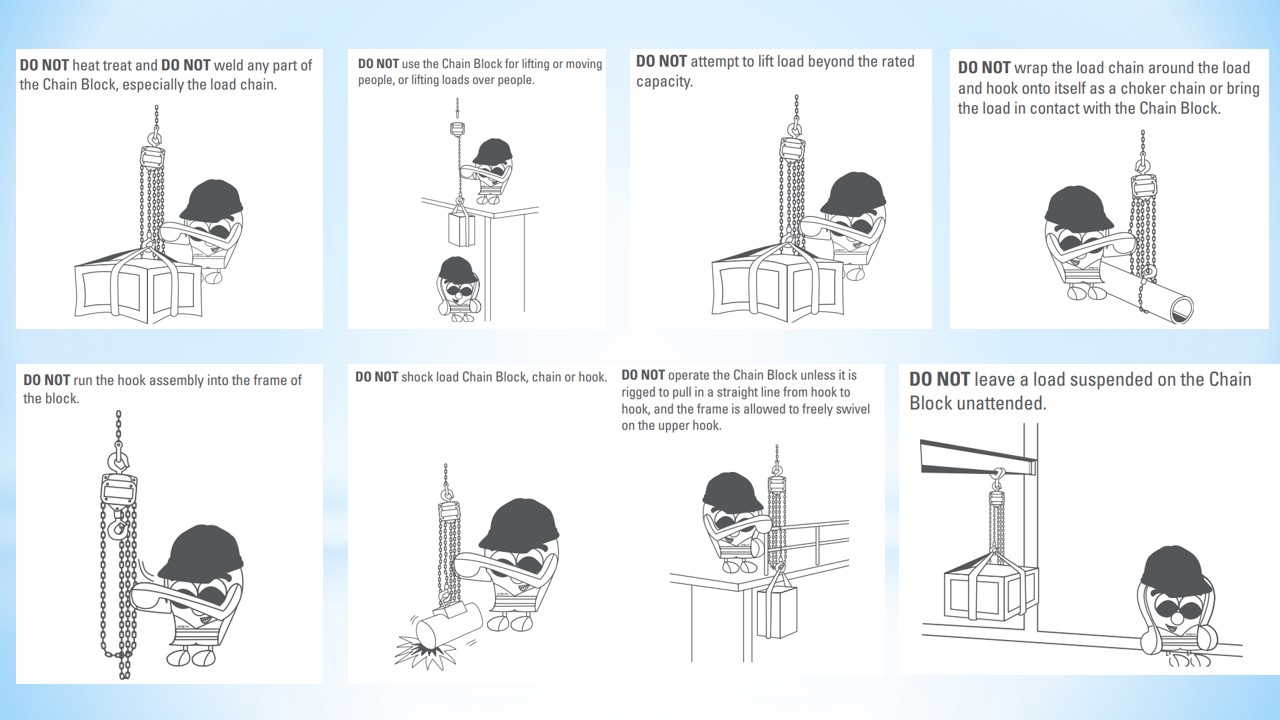 DO NOT heat treat and DO NOT weld any part of
the Chain Block, especially the load chain.
DO NOT use the Chain Block for lifting or moving
people, or lifting loads over people.
DO NOT attempt to lift load beyond the rated
capacity.
DO NOT wrap the load chain around the load
and hook onto itself as a choker chain or bring
the load in contact with the Chain Block.
DO NOT run the hook assembly into the frame of
the block.
DO NOT shock load Chain Block, chain or hook.
DO NOT operate the Chain Block unless it is
rigged to pull in a straight line from hook to
hook, and the frame is allowed to freely swivel
on the upper hook.
DO NOT leave a load suspended on the Chain
Block unattended.